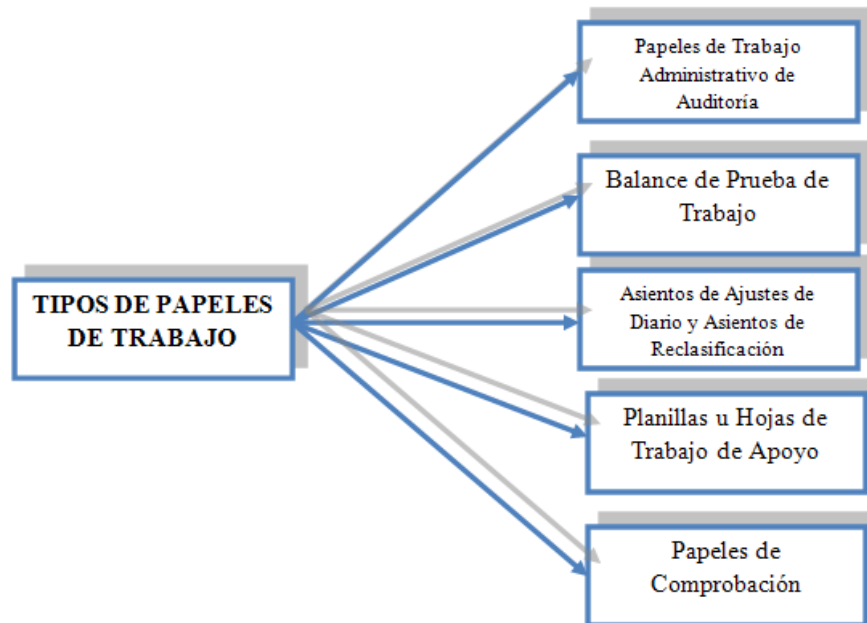 Papeles de Trabajo
Administrativo de
Auditoría
Balance de Prueba de
Trabajo
TIPOS DE PAPELES
DE TRABAJO
Asientos de Ajustes de
Diario y Asientos de
Reclasificación
Planillas u Hojas de
Trabajo de Apoyo
Papeles de
Comprobación